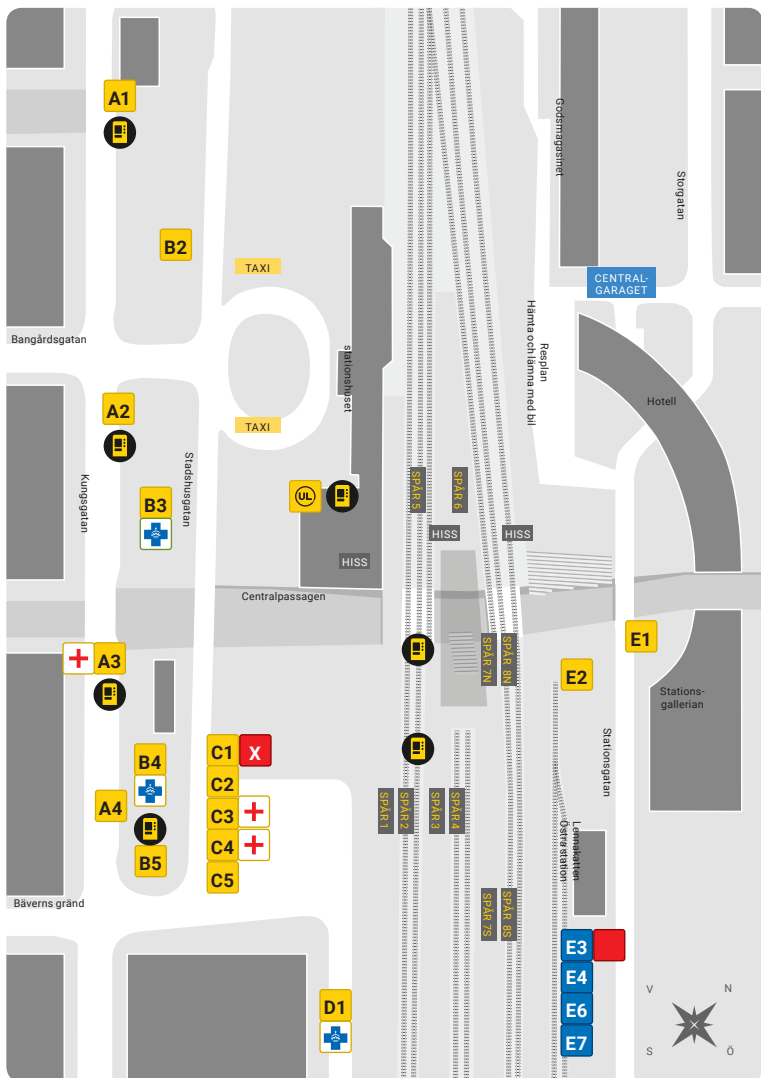 A1
B2
TAXI
Godsmagasinet
Storgatan
CENTRAL-
GARAGET
Bangårdsgatan
stationshuset
Resplan
Hämta och lämna med bil
Hotell
A2
TAXI
Kungsgatan
Stadshusgatan
B3
UL
SPÅR 5
SPÅR 6
HISS
HISS
HISS
Centralpassagen
A3
E1
SPÅR 7N
SPÅR 8N
E2
Stations-
gallerian
Stationsgatan
C1
X
B4
C2
A4
C3
C4
B5
C5
SPÅR 1
SPÅR 2
SPÅR 3
SPÅR 4
Lennakatten
Östra station
Bäverns gränd
SPÅR 7S
SPÅR 8S
E3
E4
E6
E7
D1
V
N
S
Ö